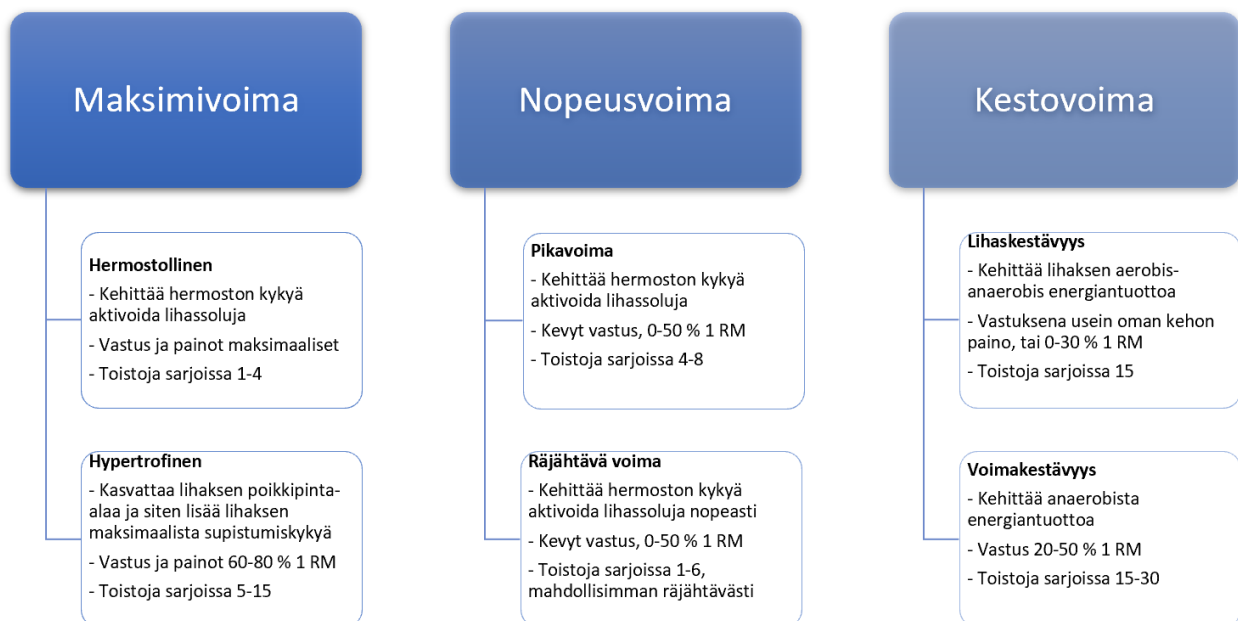 Maksimivoima
Hermostollinen
- Kehittää hermoston kykyä
aktivoida lihassoluja
- Vastus ja painot maksimaaliset
- Toistoja sarjoissa 1-4
Hypertrofinen
- Kasvattaa lihaksen poikkipinta-
alaa ja siten lisää lihaksen
maksimaalista supistumiskykyä
- Vastus ja painot 60-80 % 1 RM
- Toistoja sarjoissa 5-15
Nopeusvoima
Pikavoima
- Kehittää hermoston kykyä
aktivoida lihassoluja
- Kevyt vastus, 0-50 % 1 RM
- Toistoja sarjoissa 4-8
Räjähtävä voima
- Kehittää hermoston kykyä
aktivoida lihassoluja nopeasti
- Kevyt vastus, 0-50 % 1 RM
- Toistoja sarjoissa 1-6,
mahdollisimman räjähtävästi
Kestovoima
Lihaskestävyys
- Kehittää lihaksen aerobis-
anaerobis energiantuottoa
- Vastuksena usein oman kehon
paino, tai 0-30 % 1 RM
- Toistoja sarjoissa 15
Voimakestävyys
- Kehittää anaerobista
energiantuottoa
- Vastus 20-50 % 1 RM
- Toistoja sarjoissa 15-30